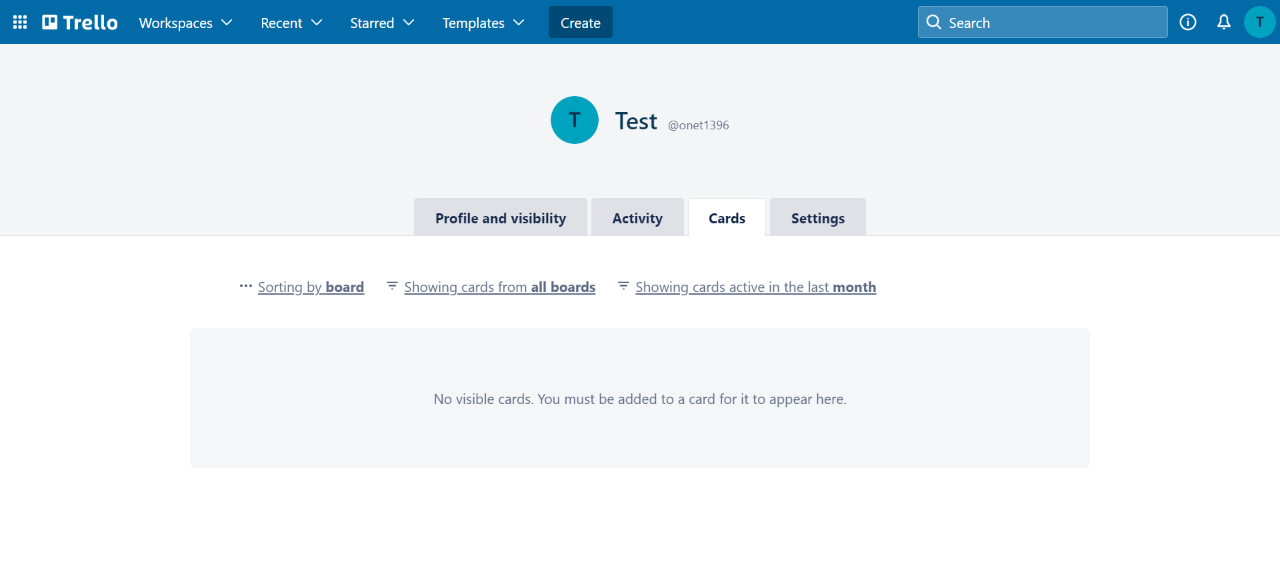 Trello Workspaces Recent Starred Templates Create Search T
T Test @onet1396
Profile and visibility Activity Cards Settings
Sorting by board Showing cards from all boards Showing cards active in the last month
No visible cards. You must be added to a card for it to appear here.